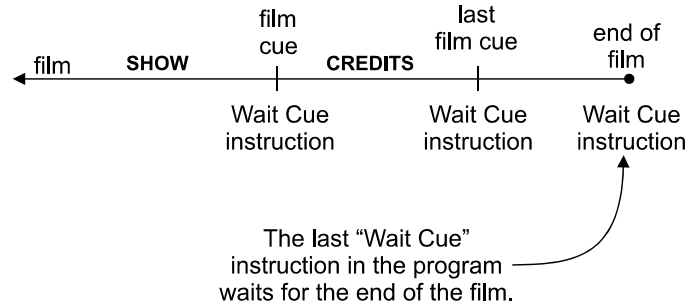 film
cue
last
film cue
end of
film
film
SHOW
CREDITS
Wait Cue
instruction
Wait Cue
instruction
Wait Cue
instruction
The last “Wait Cue”
instruction in the program
waits for the end of the film.